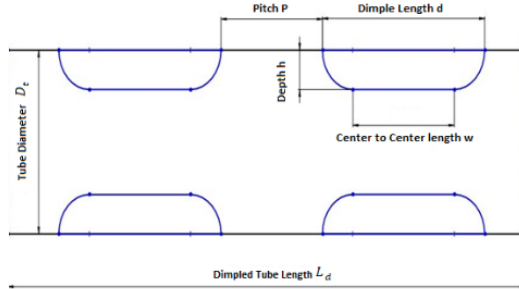 Pitch P
Dimple Length d
Tube Diameter D_t
Depth h
Center to Center length w
Dimpled Tube Length L_d